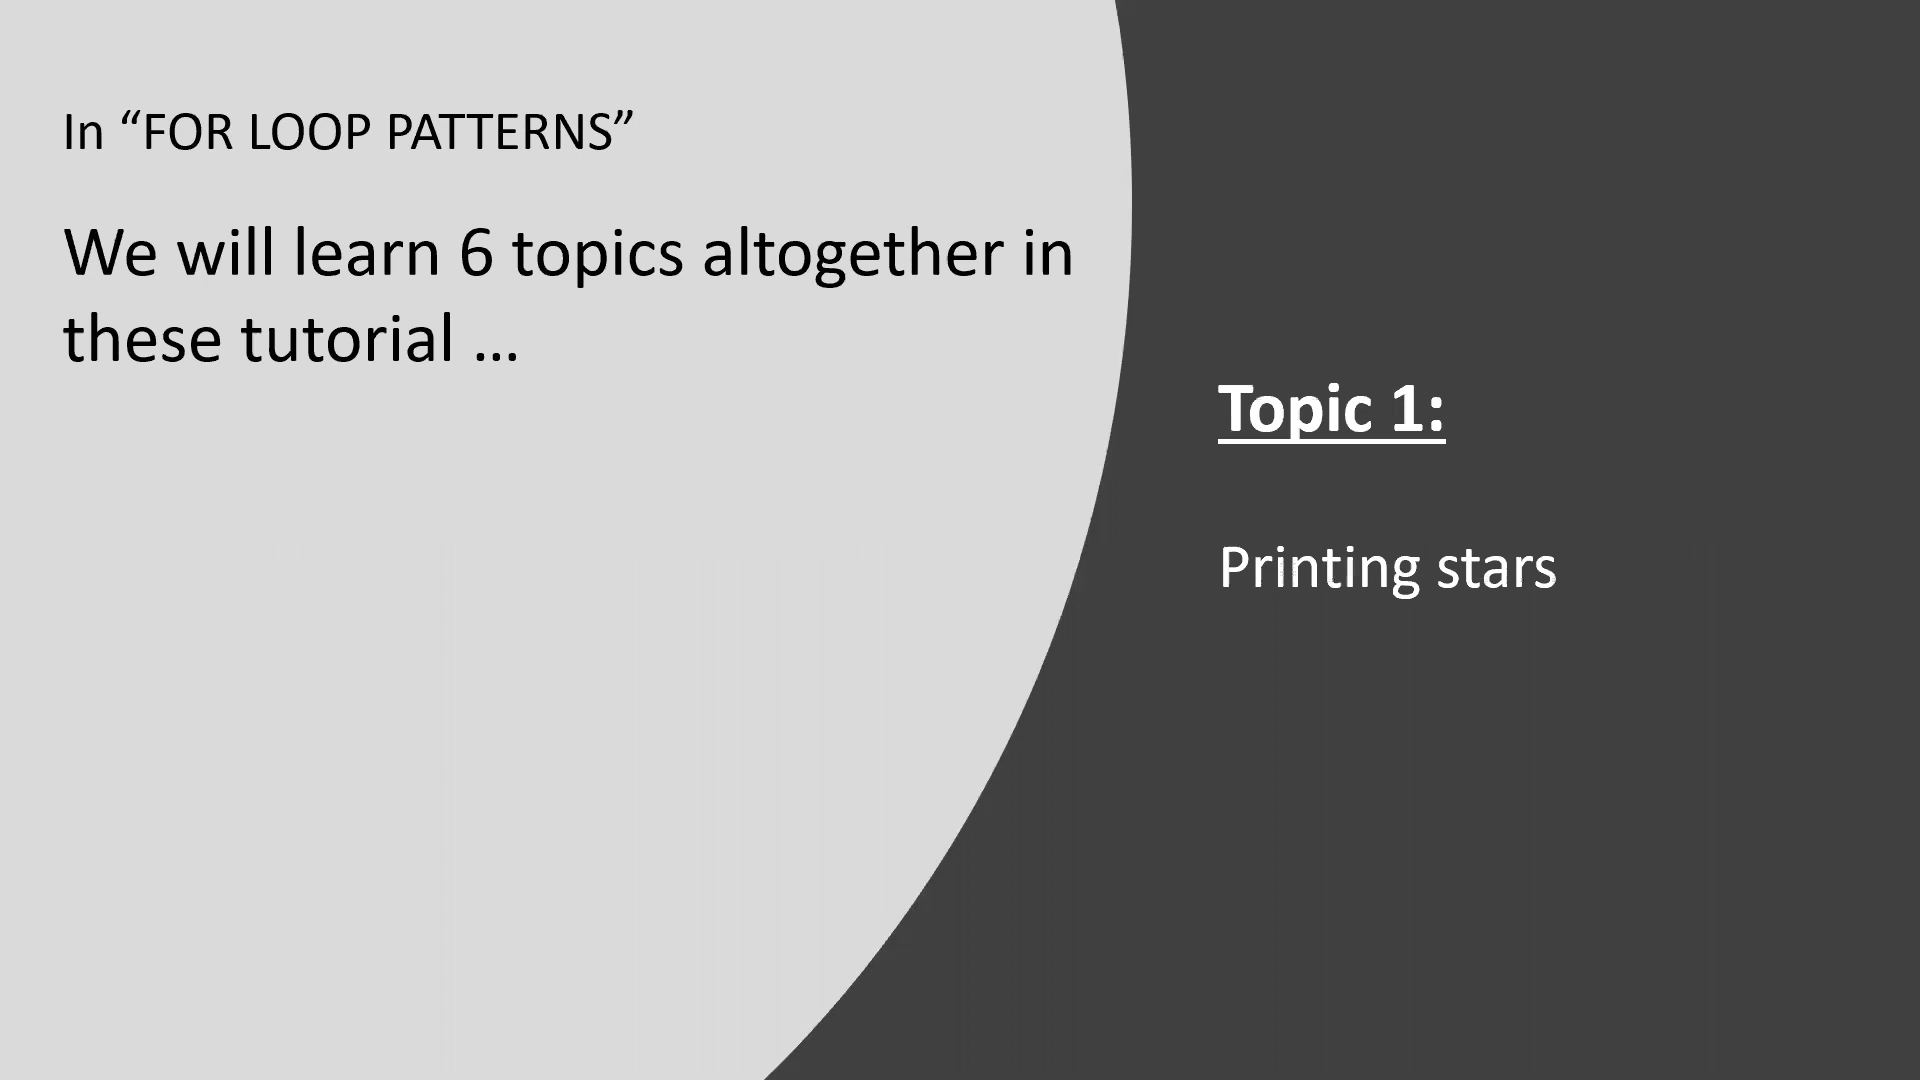 In “FOR LOOP PATTERNS”
We will learn 6 topics altogether in
these tutorial ...
Topic 1:
Printing stars